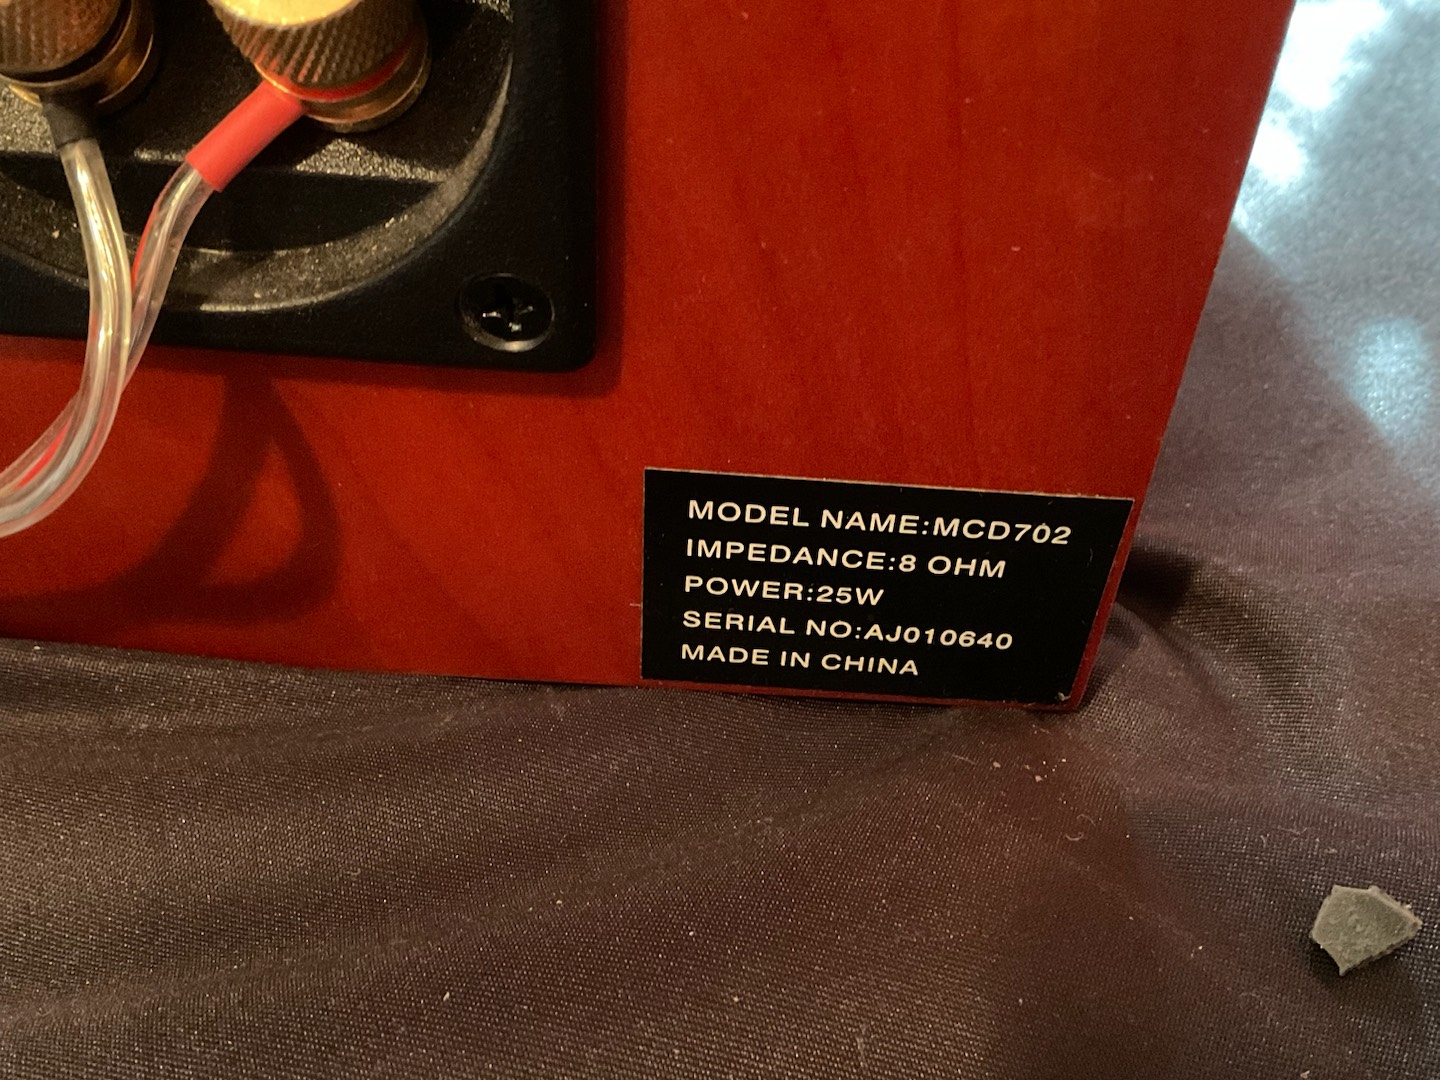 MODEL NAME:MCD702
IMPEDANCE:8 OHM
POWER:25W
SERIAL NO:AJ010640
MADE IN CHINA